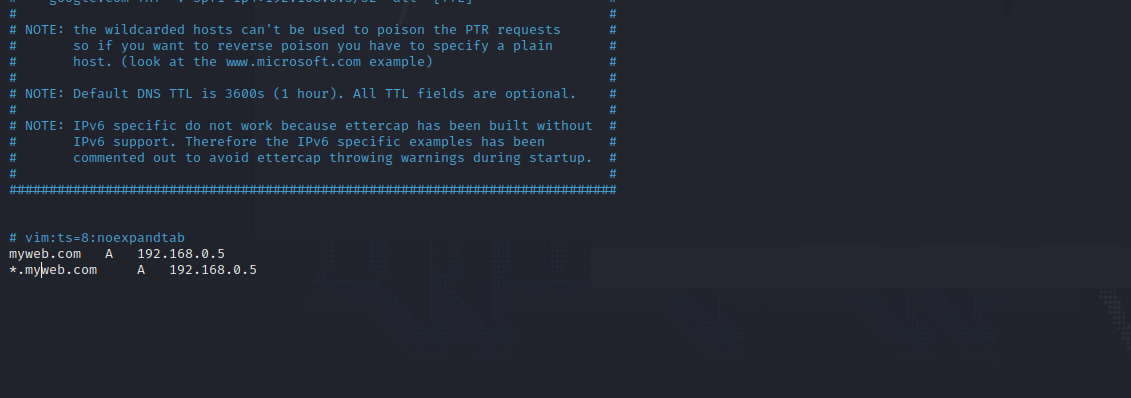 #                                                                          #
# NOTE: the wildcarded hosts can't be used to poison the PTR requests      #
#       so if you want to reverse poison you have to specify a plain       #
#       host. (look at the www.microsoft.com example)                      #
#                                                                          #
# NOTE: Default DNS TTL is 3600s (1 hour). All TTL fields are optional.    #
#                                                                          #
# NOTE: IPv6 specific do not work because ettercap has been built without  #
#       IPv6 support. Therefore the IPv6 specific examples has been        #
#       commented out to avoid ettercap throwing warnings during startup.  #
#                                                                          #
############################################################################
# vim:ts=8:noexpandtab
myweb.com   A   192.168.0.5
*.myweb.com     A   192.168.0.5